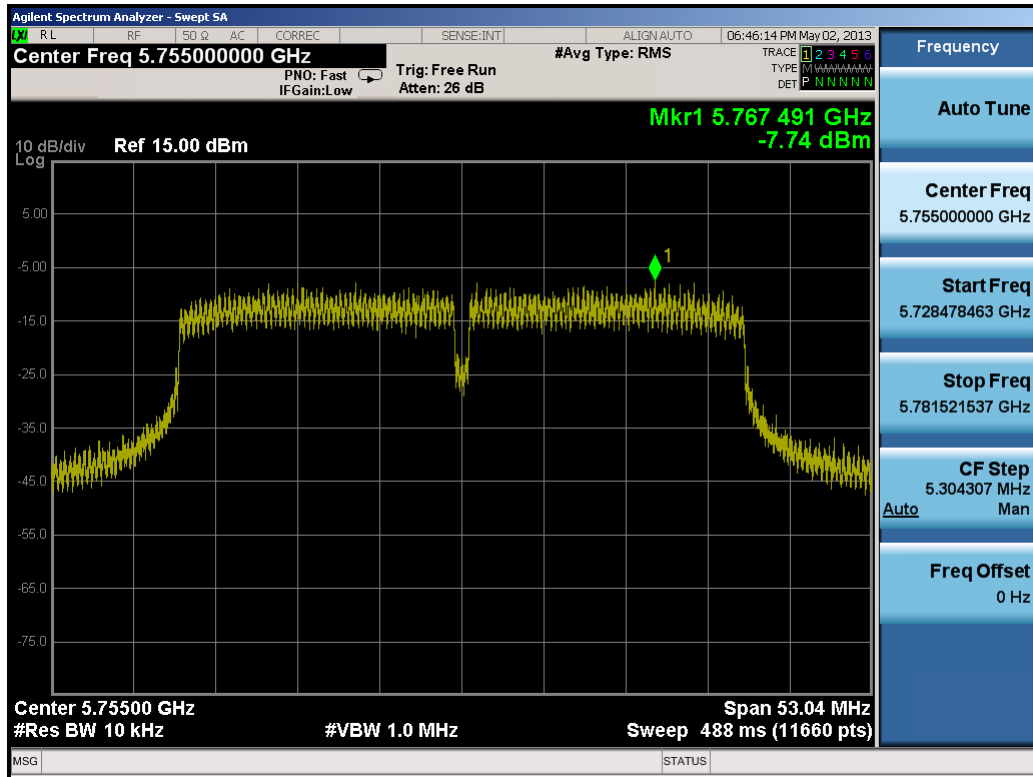 Agilent Spectrum Analyzer - Swept SA
LXI RL RF 50 Ω AC CORREC SENSE:INT ALIGNAUTO 06:46:14 PM May 02, 2013
Center Freq 5.755000000 GHz
#Avg Type: RMS
TRACE 1 2 3 4 5 6
PNO: Fast
Trig: Free Run
TYPE M WWWWW
IFGain:Low
Atten: 26 dB
DET P N N N N N
Mkr1 5.767 491 GHz
-7.74 dBm
10 dB/div Ref 15.00 dBm
Log
1
5.00
-5.00
-15.0
-25.0
-35.0
-45.0
-55.0
-65.0
-75.0
Center 5.75500 GHz
Span 53.04 MHz
#Res BW 10 kHz
#VBW 1.0 MHz
Sweep 488 ms (11660 pts)
MSG
STATUS
Frequency
Auto Tune
Center Freq
5.755000000 GHz
Start Freq
5.728478463 GHz
Stop Freq
5.781521537 GHz
CF Step
5.304307 MHz
Auto Man
Freq Offset
0 Hz